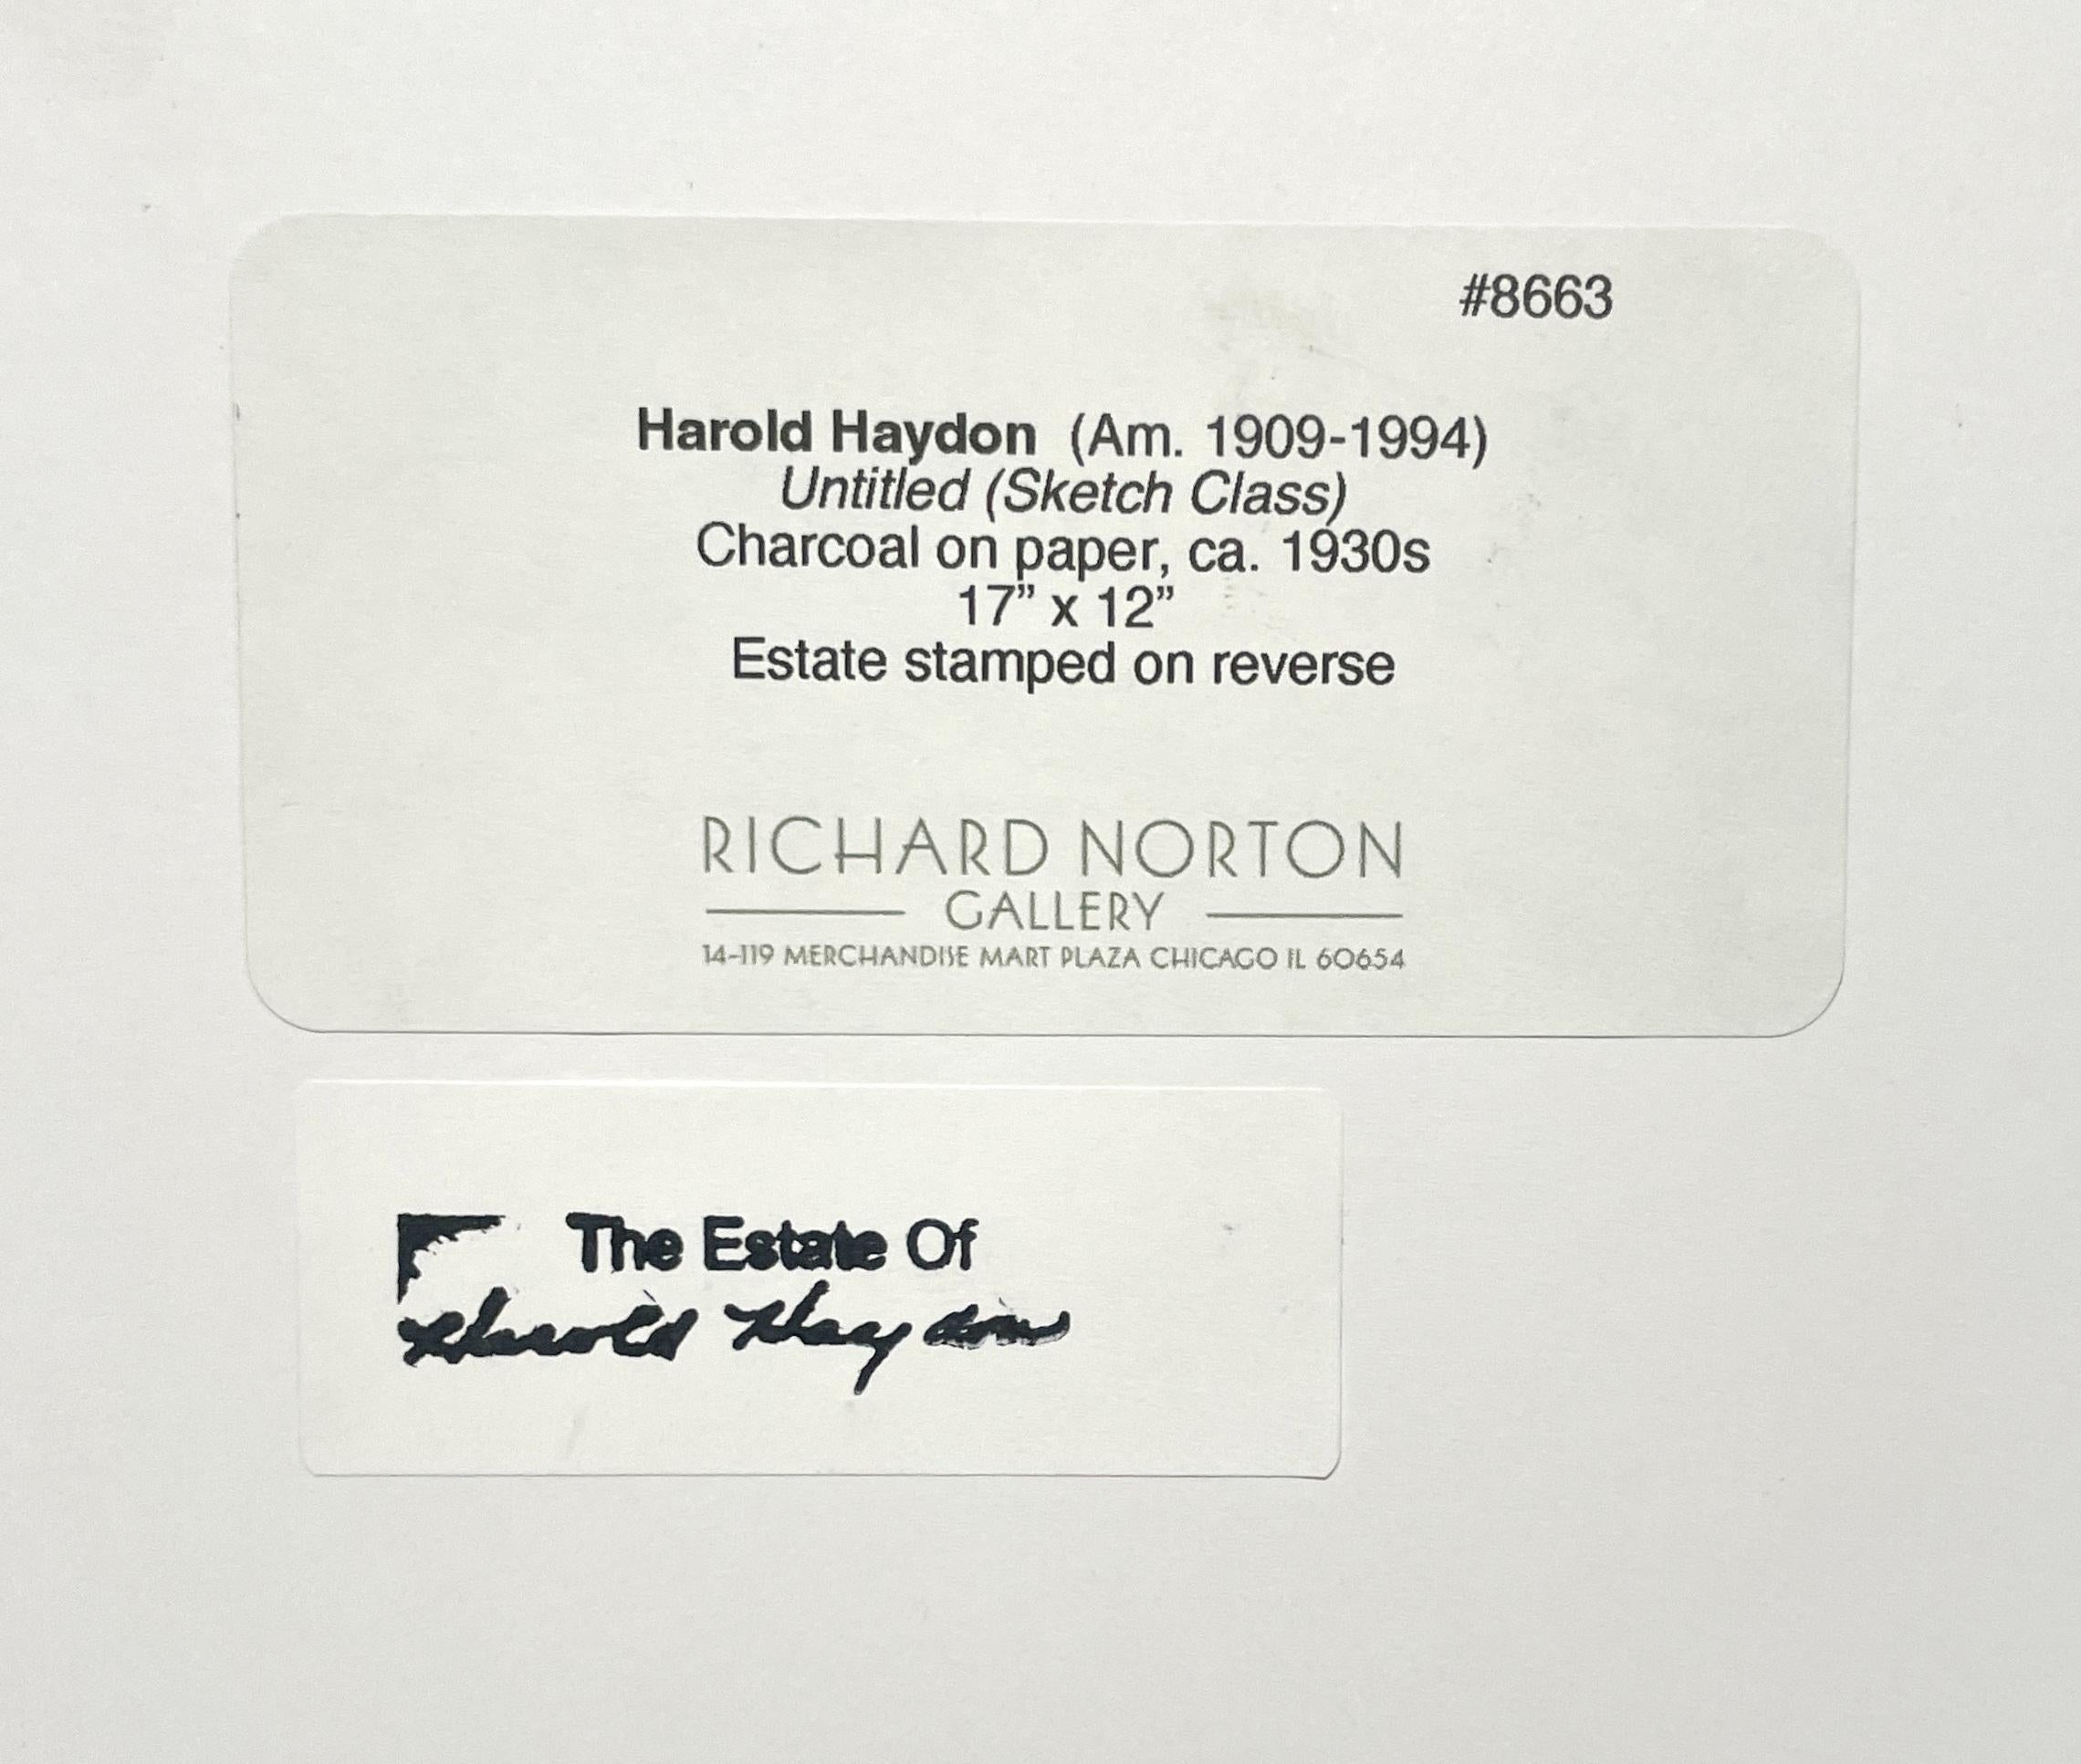 #8663
Harold Haydon (Am. 1909-1994)
Untitled (Sketch Class)
Charcoal on paper, ca. 1930s
17” x 12”
Estate stamped on reverse
RICHARD NORTON
GALLERY
14-119 MERCHANDISE MART PLAZA CHICAGO IL 60654
The Estate Of
Harold Haydon